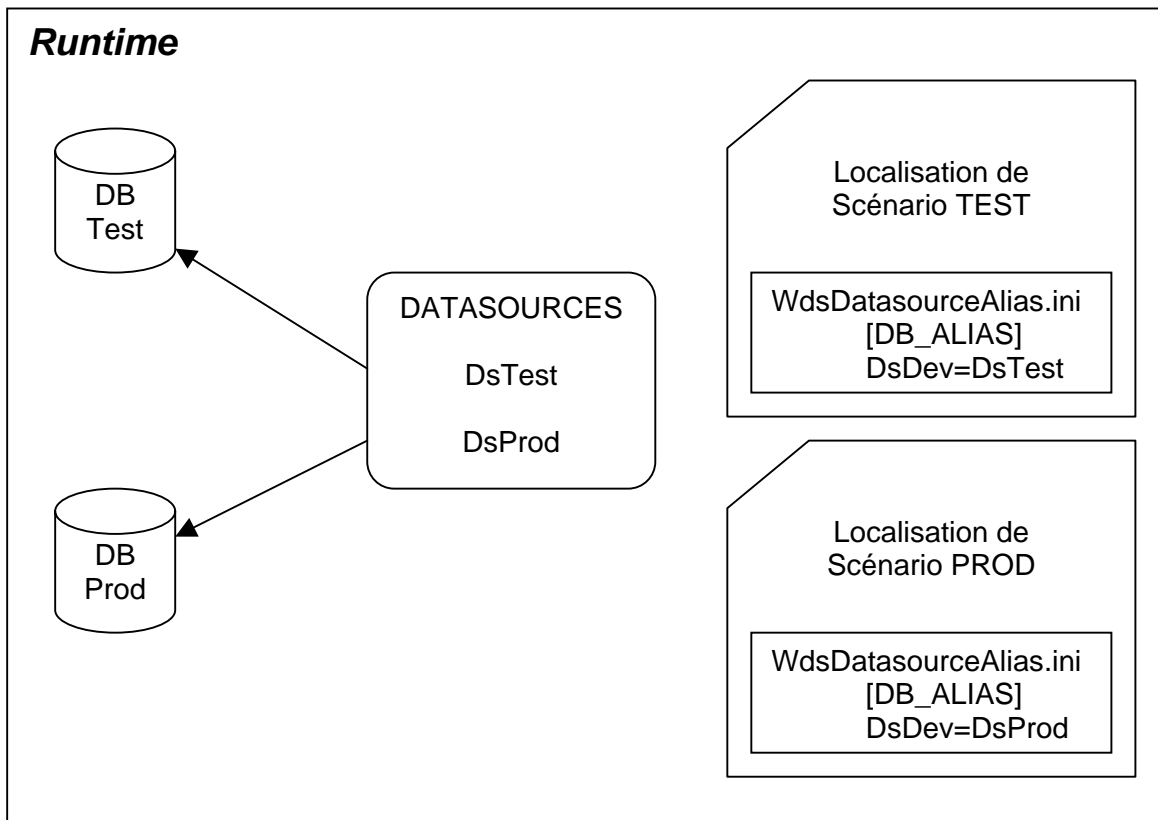 Runtime
DB
Test
DATASOURCES
DsTest
DsProd
DB
Prod
Localisation de
Scénario TEST
WdsDatasourceAlias.ini
[DB_ALIAS]
DsDev=DsTest
Localisation de
Scénario PROD
WdsDatasourceAlias.ini
[DB_ALIAS]
DsDev=DsProd